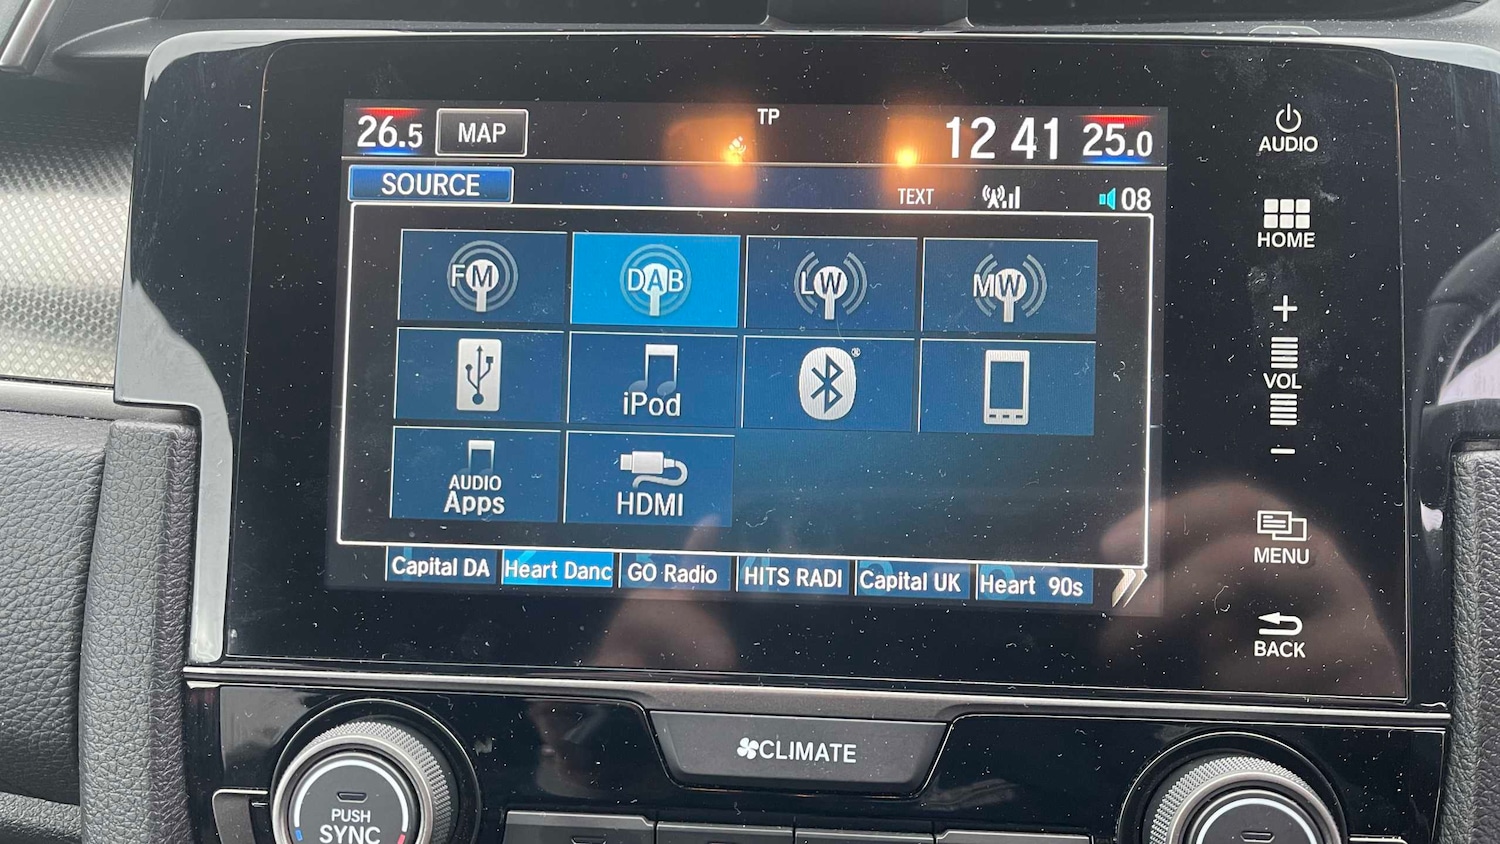 26.5 MAP TP 12 41 25.0
SOURCE TEXT 08
FM DAB LW MW
iPod ®
AUDIO
Apps HDMI
Capital DA Heart Danc GO Radio HITS RADI Capital UK Heart 90s
AUDIO
HOME
+
VOL
-
MENU
BACK
CLIMATE
PUSH
SYNC